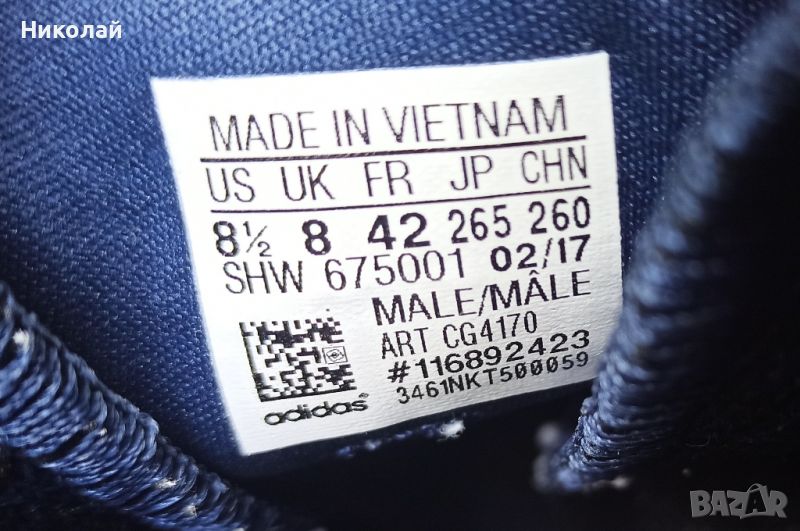 Николай
MADE IN VIETNAM
US UK FR JP CHN
8½ 8 42 265 260
SHW 675001 02/17
MALE/MÂLE
ART CG4170
#116892423
3461NKT500059
adidas
BAZAR